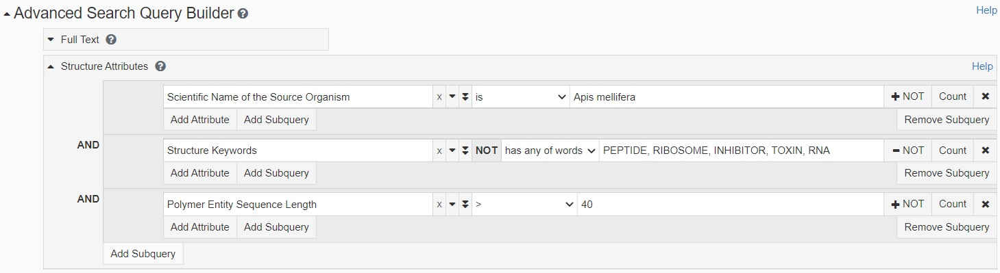 Advanced Search Query Builder ? Help
Full Text ?
Structure Attributes ? Help
Scientific Name of the Source Organism x is Apis mellifera NOT Count
Add Attribute Add Subquery Remove Subquery
AND Structure Keywords x NOT has any of words PEPTIDE, RIBOSOME, INHIBITOR, TOXIN, RNA NOT Count
Add Attribute Add Subquery Remove Subquery
AND Polymer Entity Sequence Length x > 40 NOT Count
Add Attribute Add Subquery Remove Subquery
Add Subquery